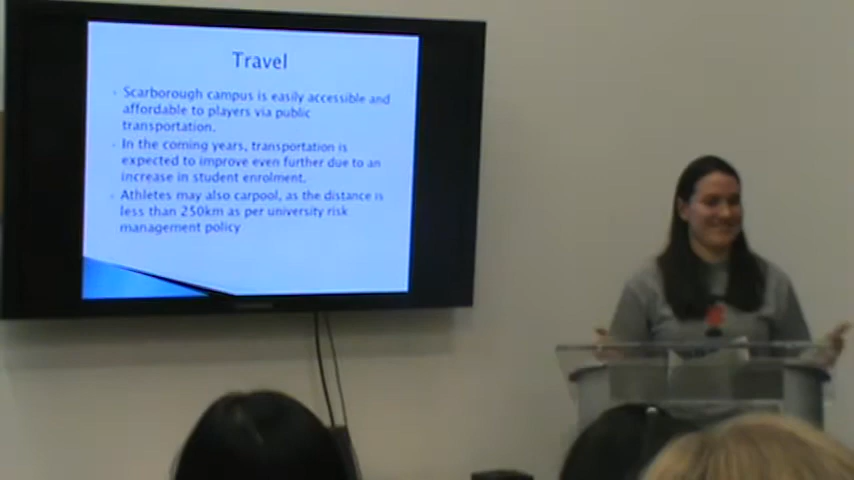 Travel
Scarborough campus is easily accessible and
affordable to players via public
transportation.
In the coming years, transportation is
expected to improve even further due to an
increase in student enrolment.
Athletes may also carpool, as the distance is
less than 250km as per university risk
management policy